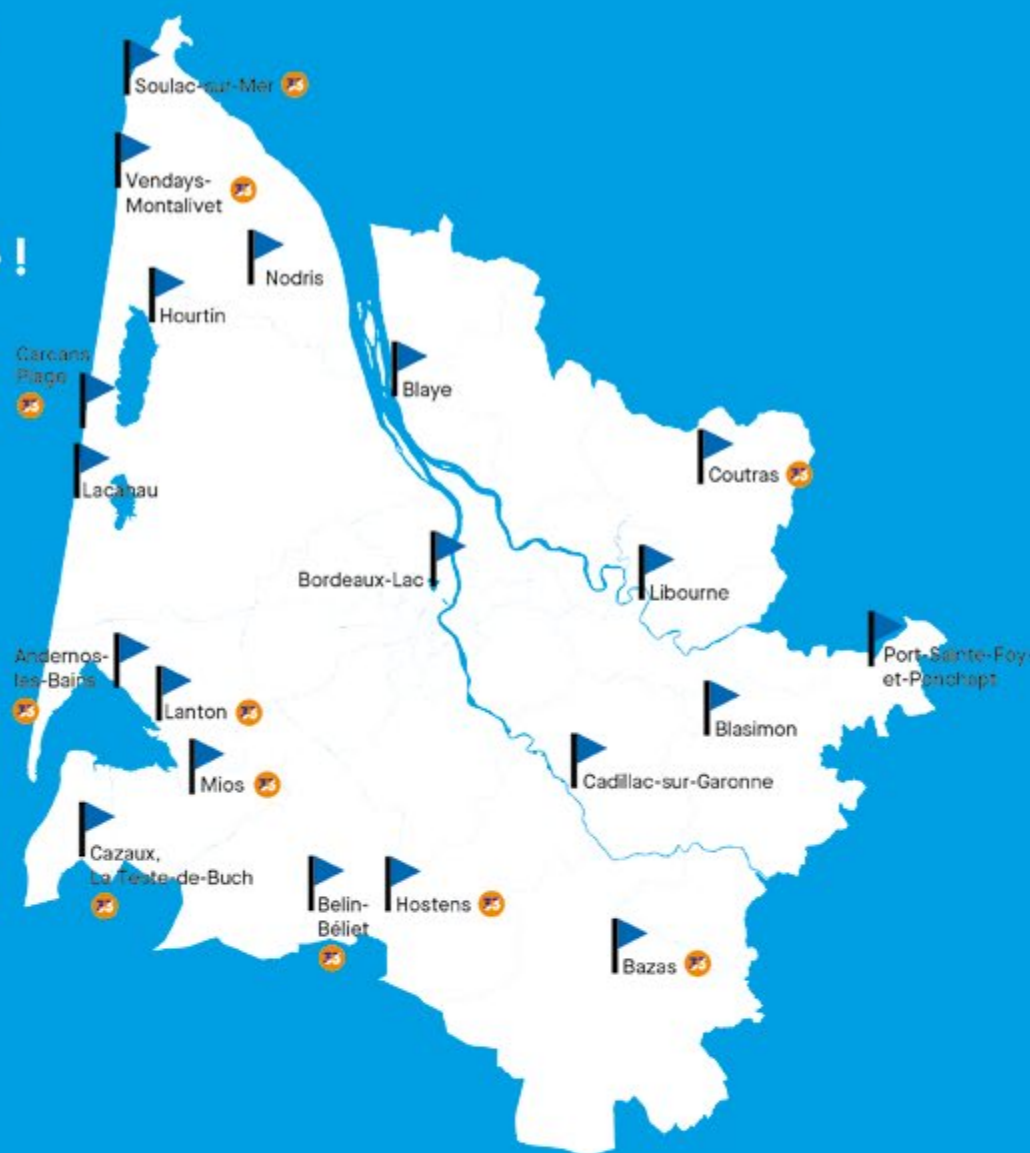 Soulac-sur-Mer
Vendays-
Montalivet
!
Nodris
Hourtin
Carcans
Plage
Blaye
Coutras
Lacanau
Bordeaux-Lac
Libourne
Andernos-
les-Bains
Port-Sainte-Foy-
et-Ponchapt
Lanton
Blasimon
Mios
Cadillac-sur-Garonne
Cazaux,
La Teste-de-Buch
Belin-
Béliet
Hostens
Bazas